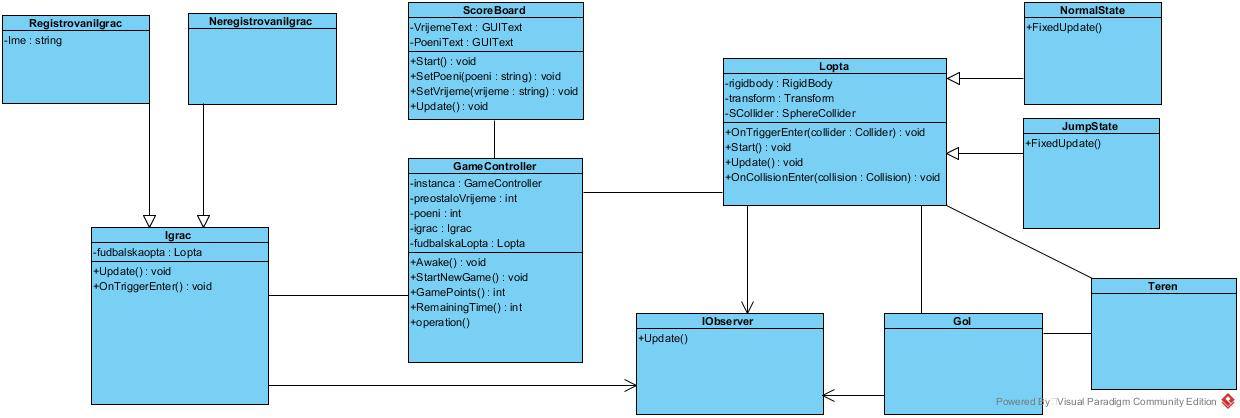 RegistrovaniIgrac
-Ime : string
NeregistrovaniIgrac
ScoreBoard
-VrijemeText : GUIText
-PoeniText : GUIText
+Start() : void
+SetPoeni(poeni : string) : void
+SetVrijeme(vrijeme : string) : void
+Update() : void
Lopta
-rigidbody : RigidBody
-transform : Transform
-SCollider : SphereCollider
+OnTriggerEnter(collider : Collider) : void
+Start() : void
+Update() : void
+OnCollisionEnter(collision : Collision) : void
NormalState
+FixedUpdate()
JumpState
+FixedUpdate()
GameController
-instanca : GameController
-preostaloVrijeme : int
-poeni : int
-igrac : Igrac
-fudbalskaLopta : Lopta
+Awake() : void
+StartNewGame() : void
+GamePoints() : int
+RemainingTime() : int
+operation()
Igrac
-fudbalskaopta : Lopta
+Update() : void
+OnTriggerEnter() : void
IObserver
+Update()
Gol
Teren
Powered By Visual Paradigm Community Edition